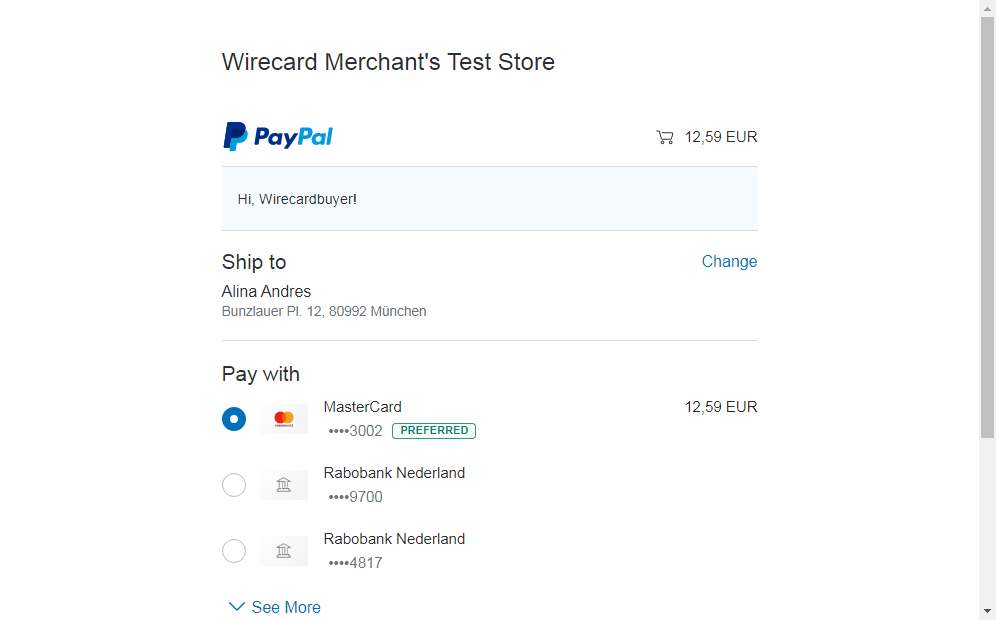 Wirecard Merchant's Test Store
PayPal
12,59 EUR
Hi, Wirecardbuyer!
Ship to
Change
Alina Andres
Bunzlauer Pl. 12, 80992 München
Pay with
MasterCard
12,59 EUR
••••3002 PREFERRED
Rabobank Nederland
••••9700
Rabobank Nederland
••••4817
See More